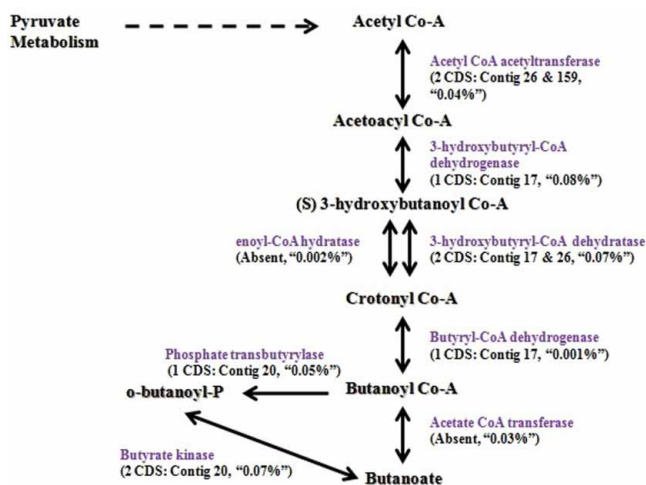 Pyruvate
Metabolism
Acetyl Co-A
Acetyl CoA acetyltransferase
(2 CDS: Contig 26 & 159,
“0.04%”)
Acetoacyl Co-A
3-hydroxybutyryl-CoA
dehydrogenase
(1 CDS: Contig 17, “0.08%”)
(S) 3-hydroxybutanoyl Co-A
enoyl-CoA hydratase
(Absent, “0.002%”)
3-hydroxybutyryl-CoA dehydratase
(2 CDS: Contig 17 & 26, “0.07%”)
Crotonyl Co-A
Butyryl-CoA dehydrogenase
(1 CDS: Contig 17, “0.001%”)
Phosphate transbutyrylase
(1 CDS: Contig 20, “0.05%”)
o-butanoyl-P
Butanoyl Co-A
Acetate CoA transferase
(Absent, “0.03%”)
Butyrate kinase
(2 CDS: Contig 20, “0.07%”)
Butanoate